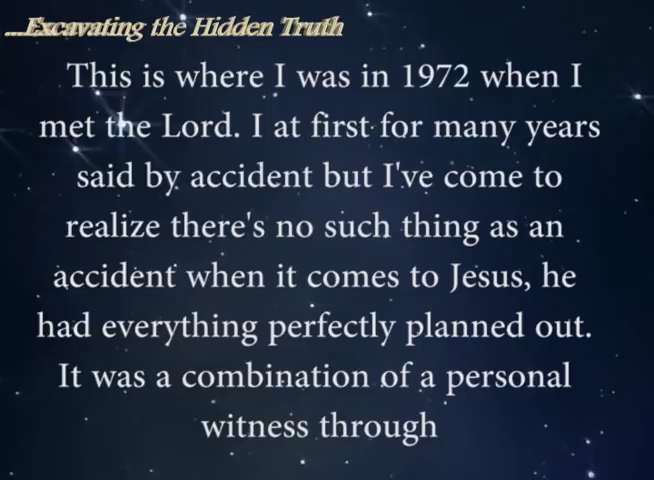 ...Excavating the Hidden Truth
This is where I was in 1972 when I
met the Lord. I at first for many years
said by accident but I've come to
realize there's no such thing as an
accident when it comes to Jesus, he
had everything perfectly planned out.
It was a combination of a personal
witness through